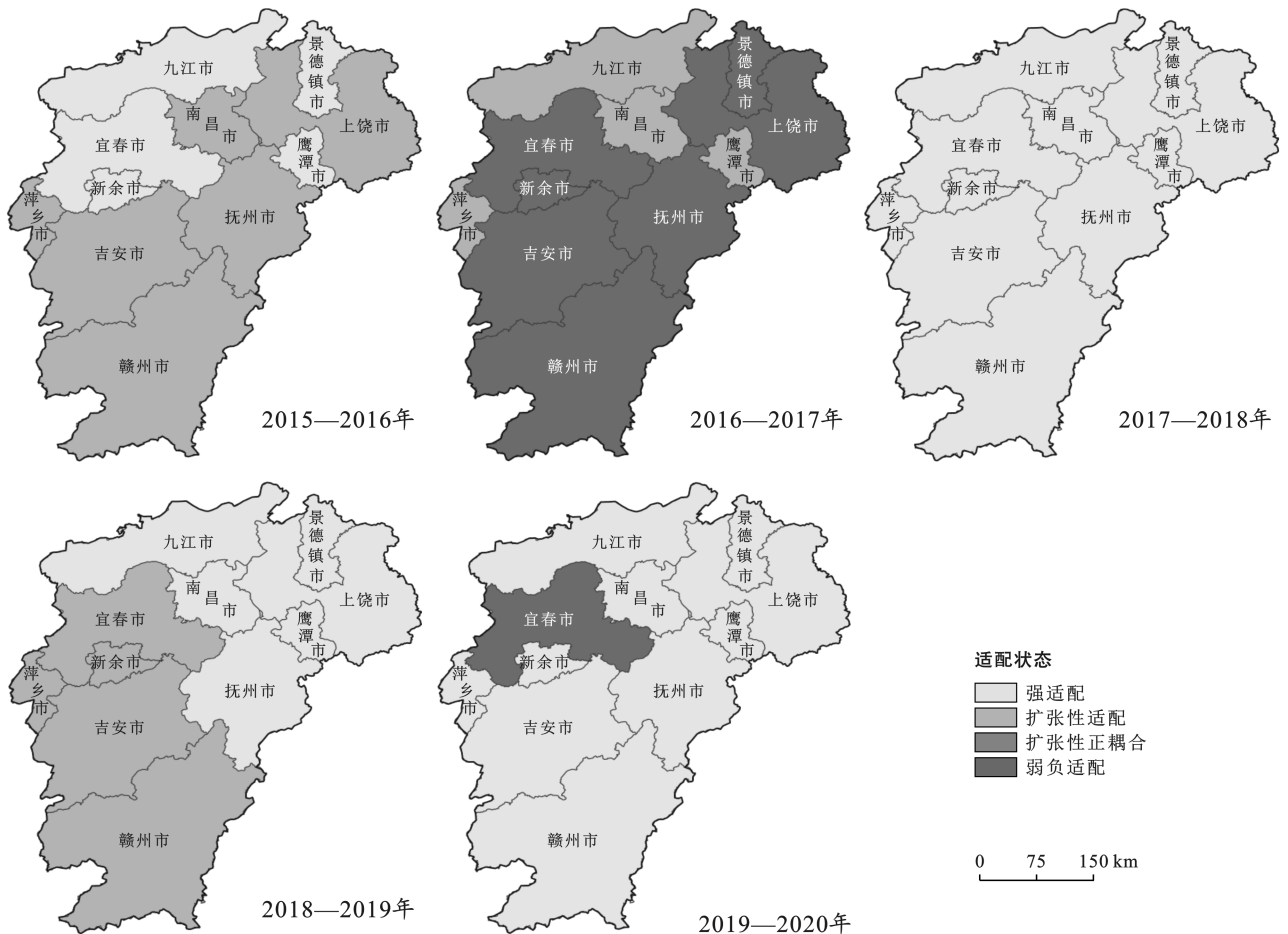 九江市
景德镇市
南昌市
上饶市
宜春市
鹰潭市
新余市
萍乡市
抚州市
吉安市
赣州市
2015—2016年
九江市
景德镇市
南昌市
上饶市
宜春市
鹰潭市
新余市
萍乡市
抚州市
吉安市
赣州市
2016—2017年
九江市
景德镇市
南昌市
上饶市
宜春市
鹰潭市
新余市
萍乡市
抚州市
吉安市
赣州市
2017—2018年
九江市
景德镇市
南昌市
上饶市
宜春市
鹰潭市
新余市
萍乡市
抚州市
吉安市
赣州市
2018—2019年
九江市
景德镇市
南昌市
上饶市
宜春市
鹰潭市
新余市
萍乡市
抚州市
吉安市
赣州市
2019—2020年
适配状态
强适配
扩张性适配
扩张性正耦合
弱负适配
0 75 150 km